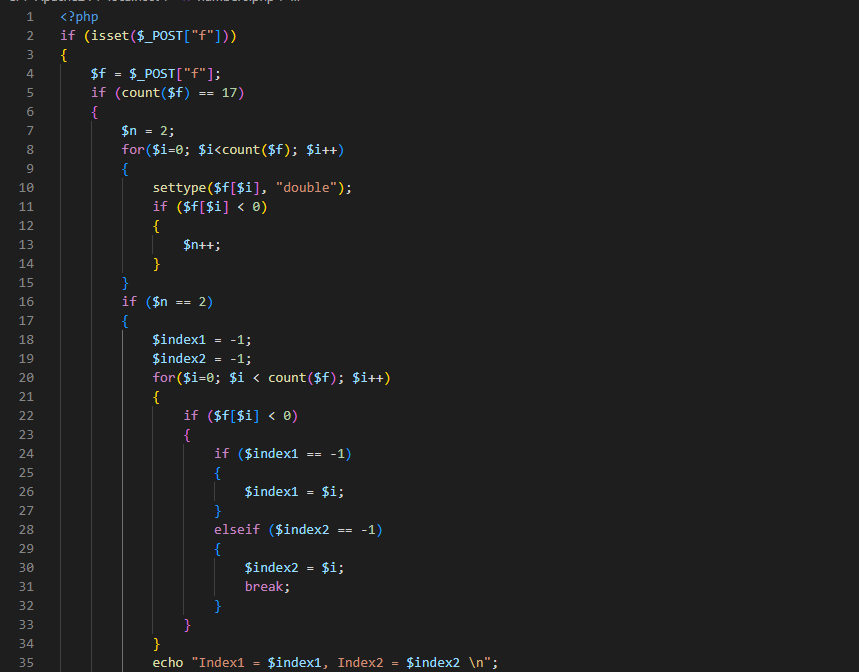 1 <?php
2 if (isset($_POST["f"]))
3 {
4     $f = $_POST["f"];
5     if (count($f) == 17)
6     {
7         $n = 2;
8         for($i=0; $i<count($f); $i++)
9         {
10             settype($f[$i], "double");
11             if ($f[$i] < 0)
12             {
13                 $n++;
14             }
15         }
16         if ($n == 2)
17         {
18             $index1 = -1;
19             $index2 = -1;
20             for($i=0; $i < count($f); $i++)
21             {
22                 if ($f[$i] < 0)
23                 {
24                     if ($index1 == -1)
25                     {
26                         $index1 = $i;
27                     }
28                     elseif ($index2 == -1)
29                     {
30                         $index2 = $i;
31                         break;
32                     }
33                 }
34             }
35             echo "Index1 = $index1, Index2 = $index2 \n";